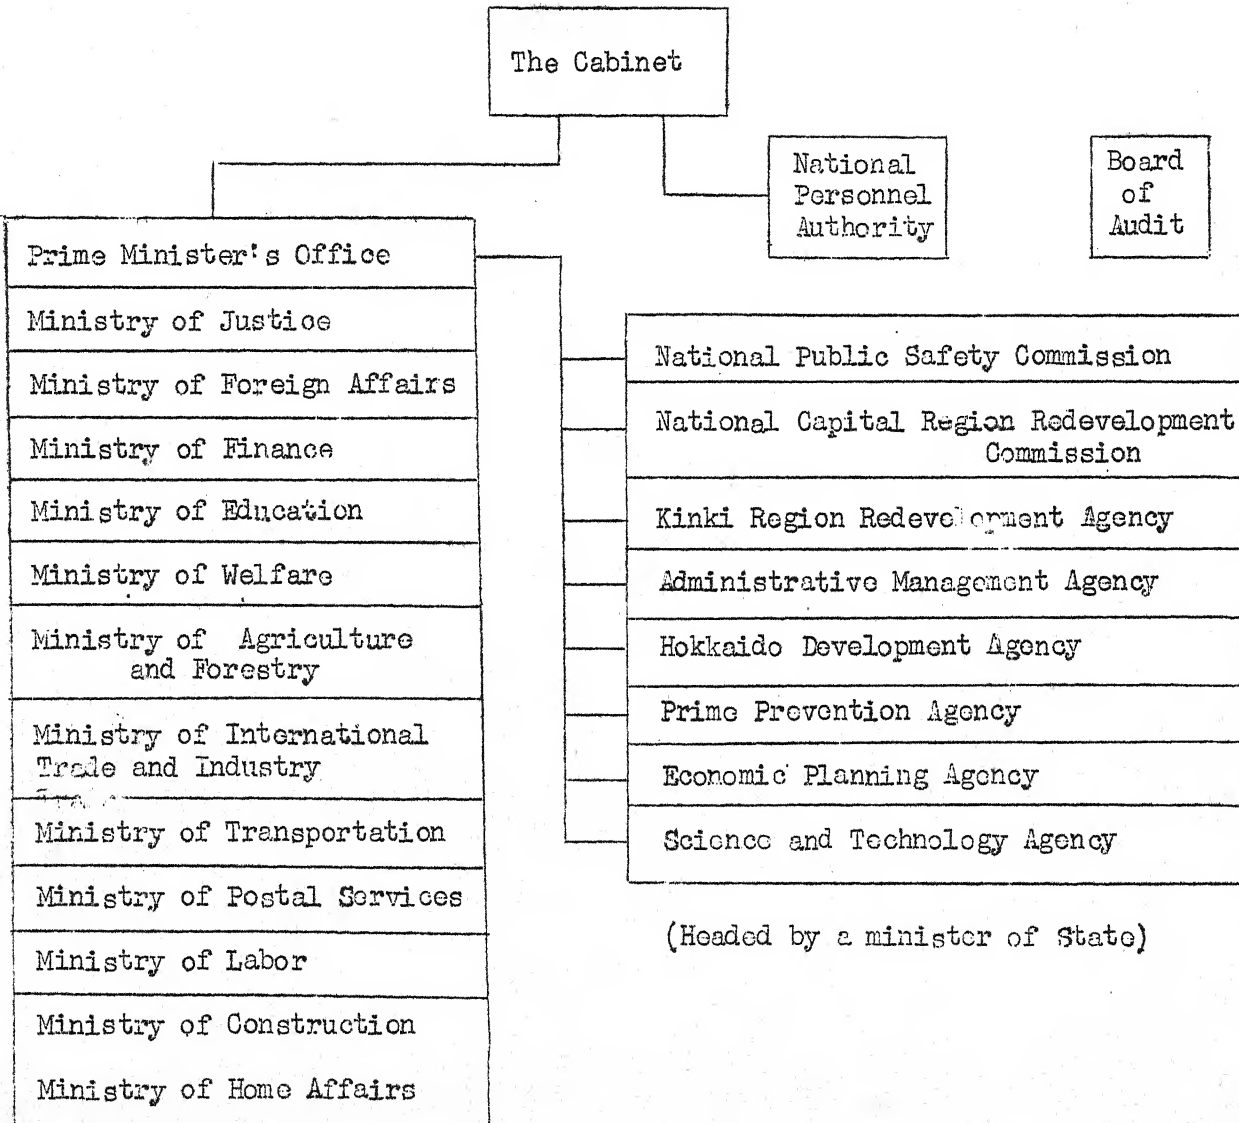 The Cabinet
National
Personnel
Authority
Board
of
Audit
Prime Minister's Office
Ministry of Justice
Ministry of Foreign Affairs
Ministry of Finance
Ministry of Education
Ministry of Welfare
Ministry of Agriculture
and Forestry
Ministry of International
Trade and Industry
Ministry of Transportation
Ministry of Postal Services
Ministry of Labor
Ministry of Construction
Ministry of Home Affairs
National Public Safety Commission
National Capital Region Redevelopment
Commission
Kinki Region Redevelopment Agency
Administrative Management Agency
Hokkaido Development Agency
Prime Prevention Agency
Economic Planning Agency
Science and Technology Agency
(Headed by a minister of State)